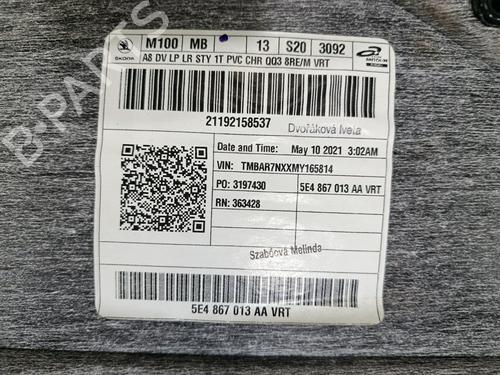 ŠKODA M100 MB 13 S20 3092
A8 DV LP LR STY 1T PVC CHR QQ3 8RE/M VRT
21192158537
Dvořáková Iveta
Date and Time: May 10 2021 3:02AM
VIN: TMBAR7NXXMY165814
PO: 3197430 5E4 867 013 AA VRT
RN: 363428
Szabóová Melinda
5E4 867 013 AA VRT
B-PARTS